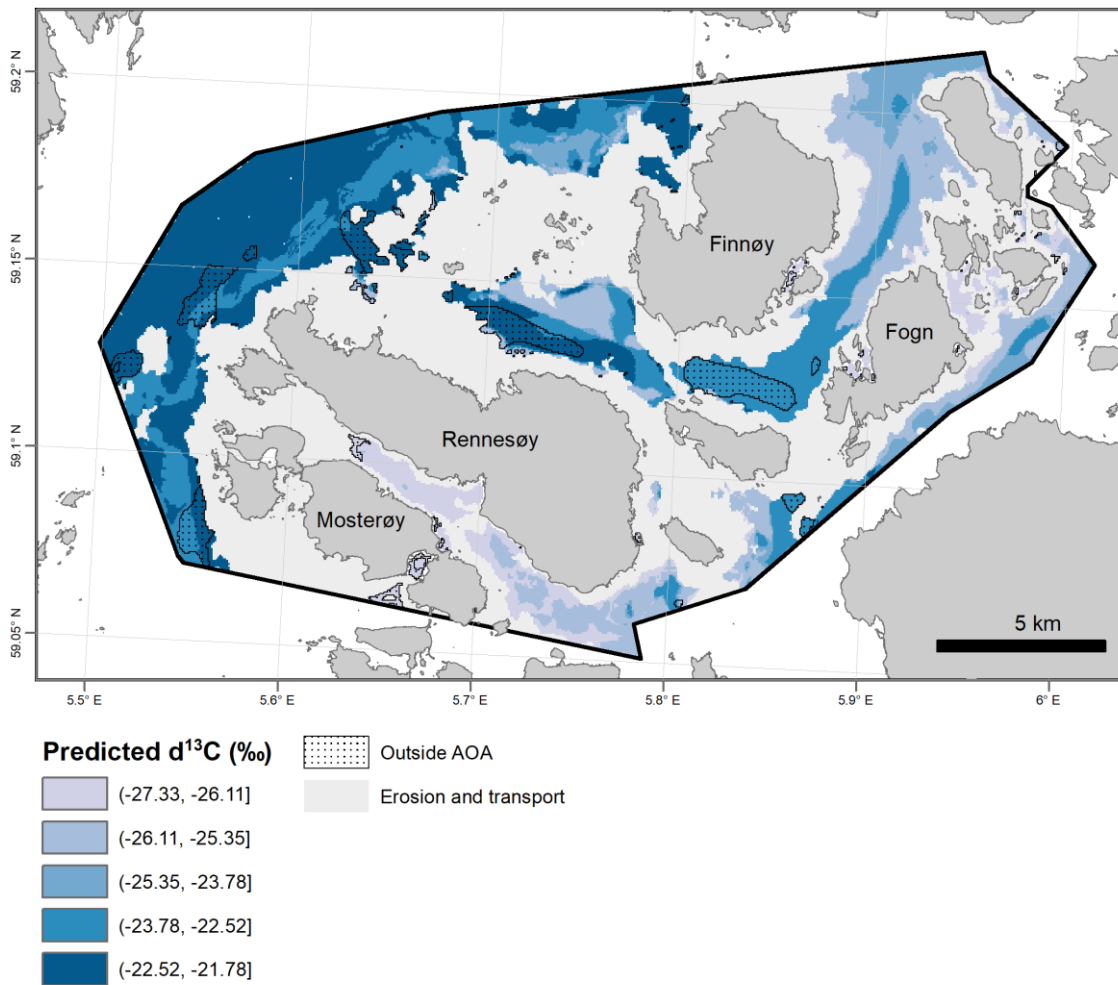 59.2° N
59.15° N
59.1° N
59.05° N
Finnøy
Fogn
Rennesøy
Mosterøy
5 km
5.5° E
5.6° E
5.7° E
5.8° E
5.9° E
6° E
Predicted d¹³C (‰)
(-27.33, -26.11]
(-26.11, -25.35]
(-25.35, -23.78]
(-23.78, -22.52]
(-22.52, -21.78]
Outside AOA
Erosion and transport